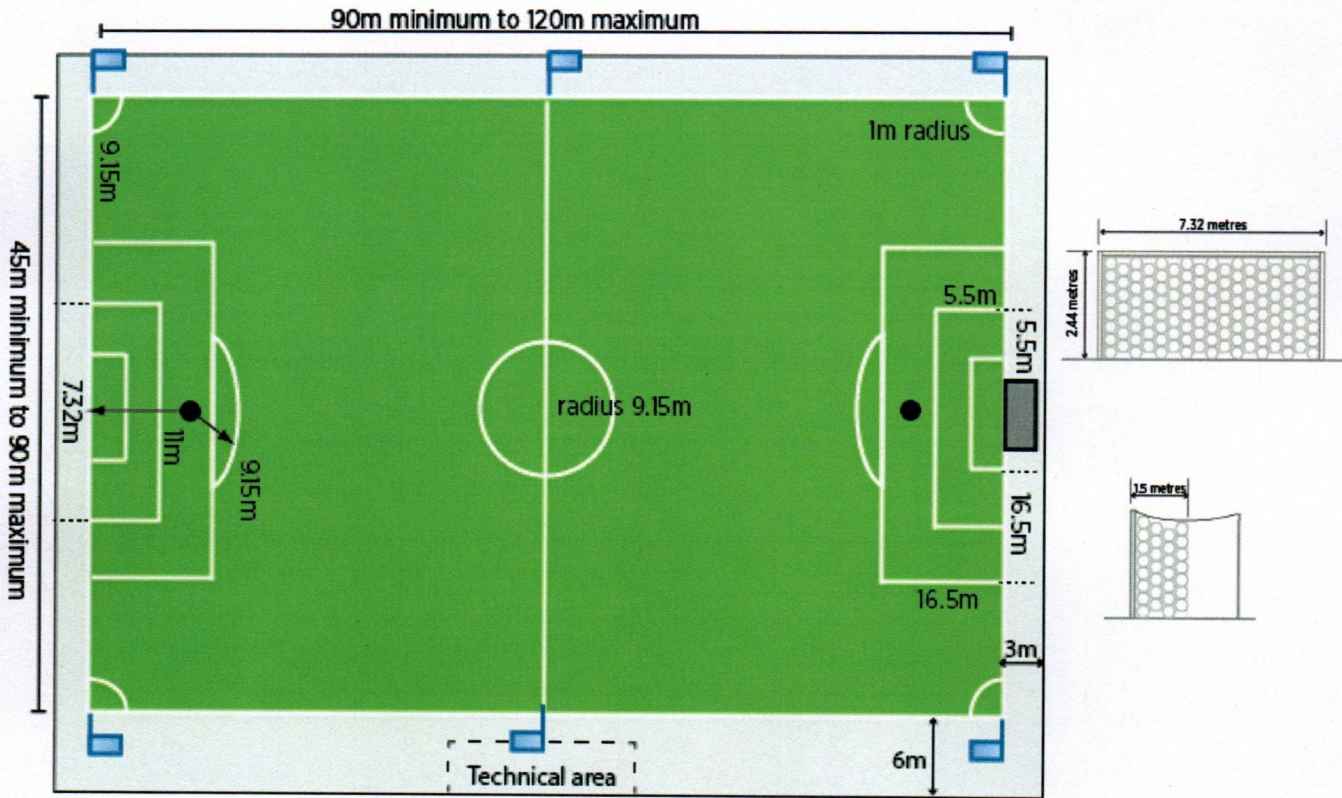 90m minimum to 120m maximum
1m radius
9.15m
45m minimum to 90m maximum
7.32 metres
2.44 metres
5.5m
5.5m
radius 9.15m
7.32m
11m
9.15m
1.5 metres
16.5m
16.5m
3m
6m
Technical area